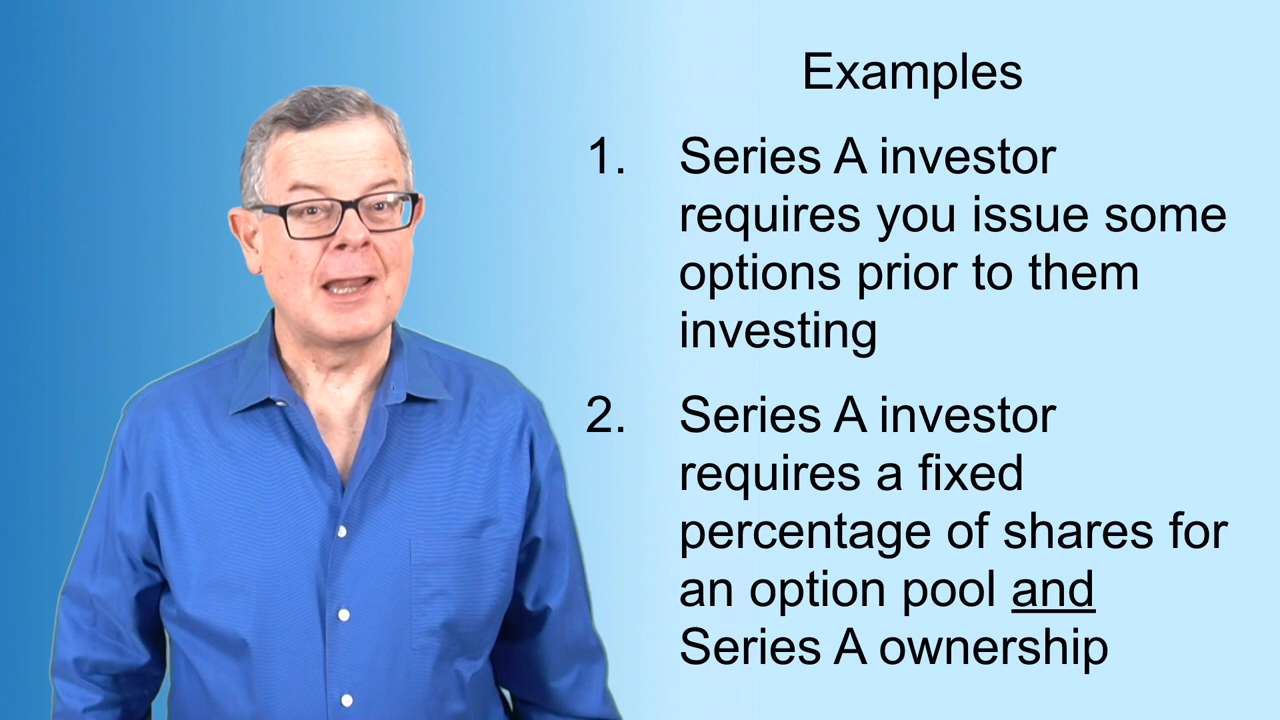 Examples
1. Series A investor
requires you issue some
options prior to them
investing
2. Series A investor
requires a fixed
percentage of shares for
an option pool and
Series A ownership